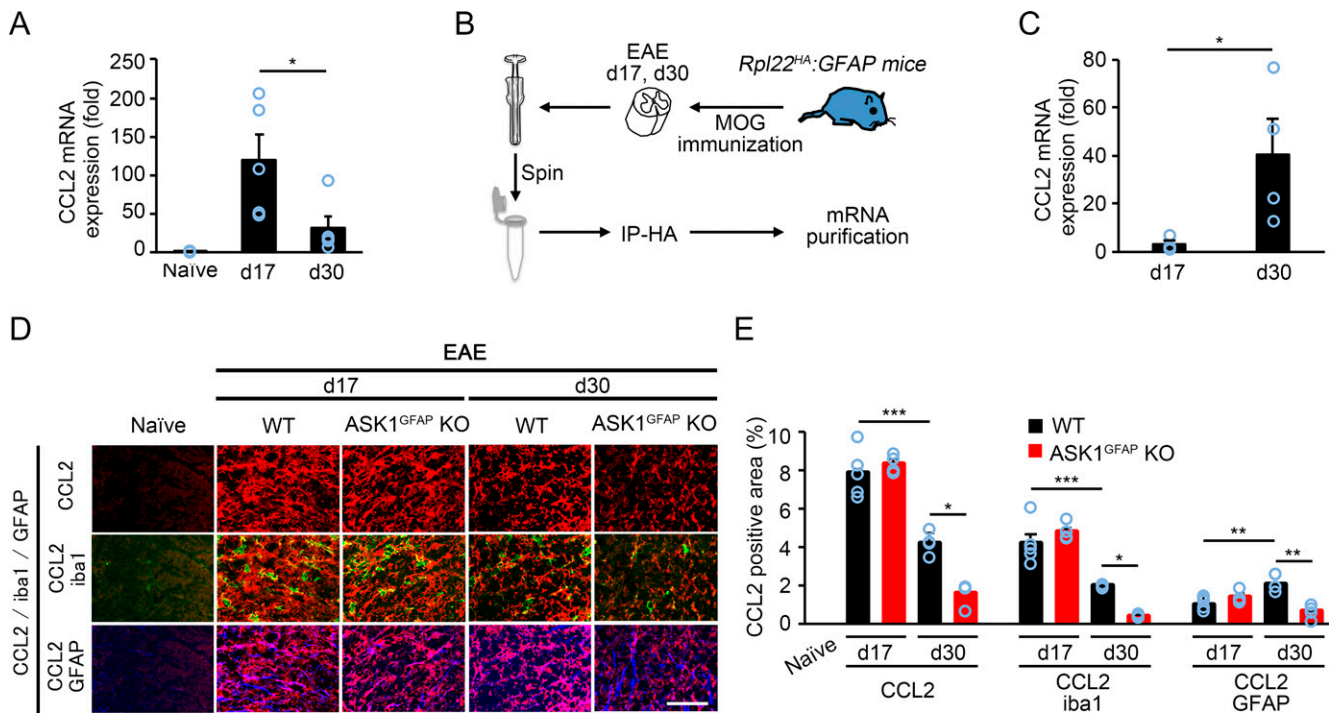 A
CCL2 mRNA
expression (fold)
250
200
150
100
50
0
*
Naïve
d17
d30
B
EAE
d17, d30
Rpl22ᴴᴬ:GFAP mice
MOG
immunization
Spin
IP-HA
mRNA
purification
C
CCL2 mRNA
expression (fold)
80
60
40
20
0
*
d17
d30
D
EAE
d17
d30
Naïve
WT
ASK1ᴳFᴬᴾ KO
WT
ASK1ᴳFᴬᴾ KO
CCL2 / iba1 / GFAP
CCL2
CCL2
iba1
CCL2
GFAP
E
CCL2 positive area (%)
10
8
6
4
2
0
WT
ASK1ᴳFᴬᴾ KO
***
*
***
*
**
**
Naïve
d17
d30
d17
d30
d17
d30
CCL2
CCL2
iba1
CCL2
GFAP